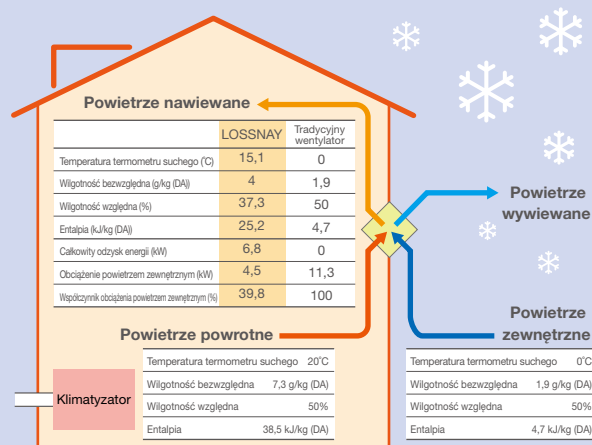 Powietrze nawiewane
LOSSNAY Tradycyjny wentylator
Temperatura termometru suchego (˚C) 15,1 0
Wilgotność bezwzględna (g/kg (DA)) 4 1,9
Wilgotność względna (%) 37,3 50
Entalpia (kJ/kg (DA)) 25,2 4,7
Całkowity odzysk energii (kW) 6,8 0
Obciążenie powietrzem zewnętrznym (kW) 4,5 11,3
Współczynnik obciążenia powietrzem zewnętrznym (%) 39,8 100
Powietrze
wywiewane
Powietrze powrotne
Temperatura termometru suchego 20˚C
Wilgotność bezwzględna 7,3 g/kg (DA)
Wilgotność względna 50%
Entalpia 38,5 kJ/kg (DA)
Klimatyzator
Powietrze
zewnętrzne
Temperatura termometru suchego 0˚C
Wilgotność bezwzględna 1,9 g/kg (DA)
Wilgotność względna 50%
Entalpia 4,7 kJ/kg (DA)